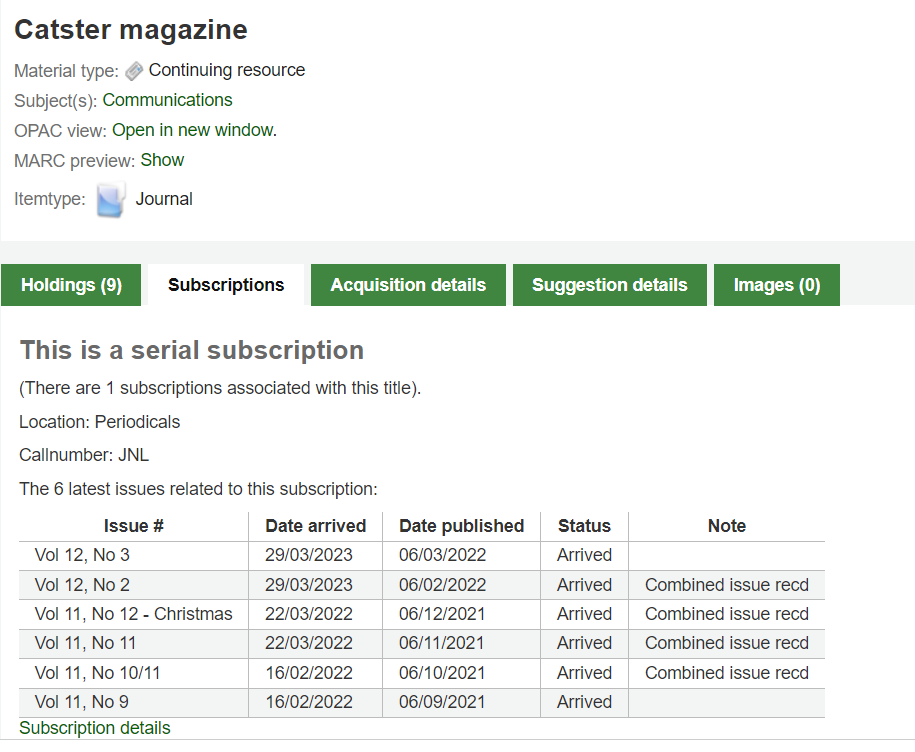 Catster magazine
Material type: Continuing resource
Subject(s): Communications
OPAC view: Open in new window.
MARC preview: Show
Itemtype: Journal
Holdings (9) Subscriptions Acquisition details Suggestion details Images (0)
This is a serial subscription
(There are 1 subscriptions associated with this title).
Location: Periodicals
Callnumber: JNL
The 6 latest issues related to this subscription:
Issue # Date arrived Date published Status Note
Vol 12, No 3 29/03/2023 06/03/2022 Arrived
Vol 12, No 2 29/03/2023 06/02/2022 Arrived Combined issue recd
Vol 11, No 12 - Christmas 22/03/2022 06/12/2021 Arrived Combined issue recd
Vol 11, No 11 22/03/2022 06/11/2021 Arrived Combined issue recd
Vol 11, No 10/11 16/02/2022 06/10/2021 Arrived Combined issue recd
Vol 11, No 9 16/02/2022 06/09/2021 Arrived
Subscription details